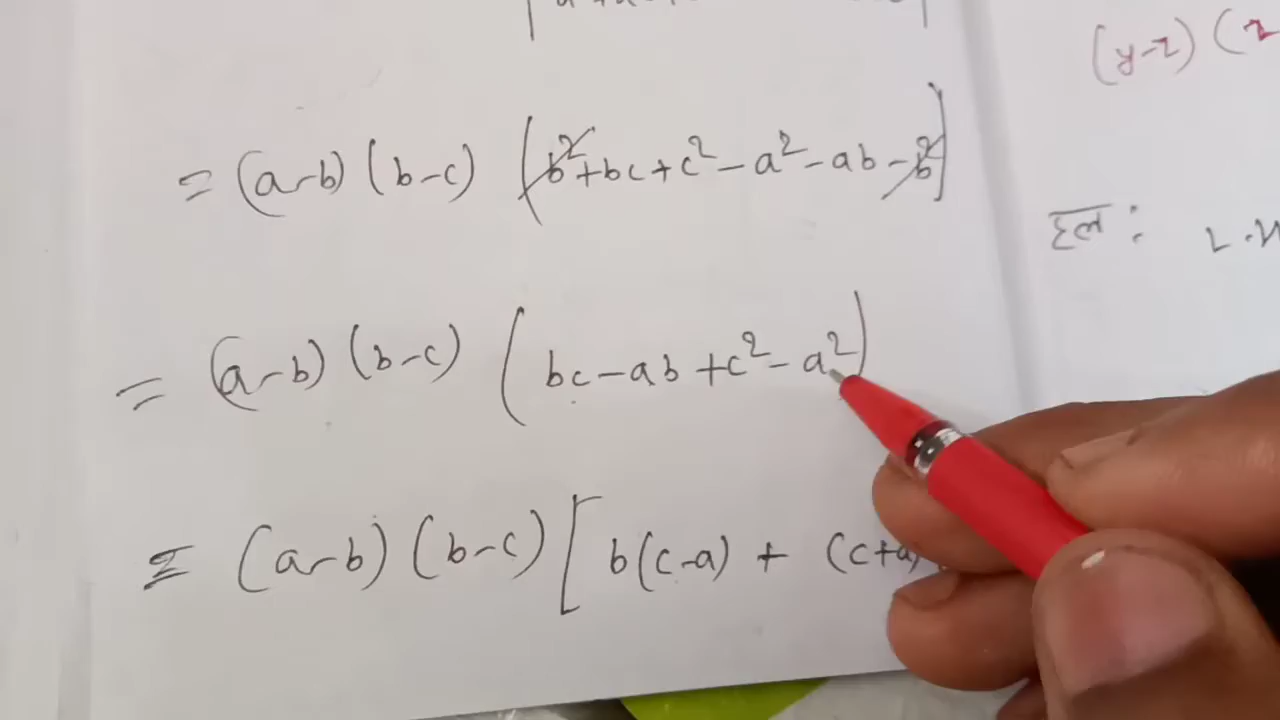 = (a-b) (b-c) (b²+bc+c²-a²-ab-b²)
= (a-b) (b-c) (bc-ab+c²-a²)
= (a-b) (b-c) [b(c-a) + (c+a)
(y-z) (z
हल :